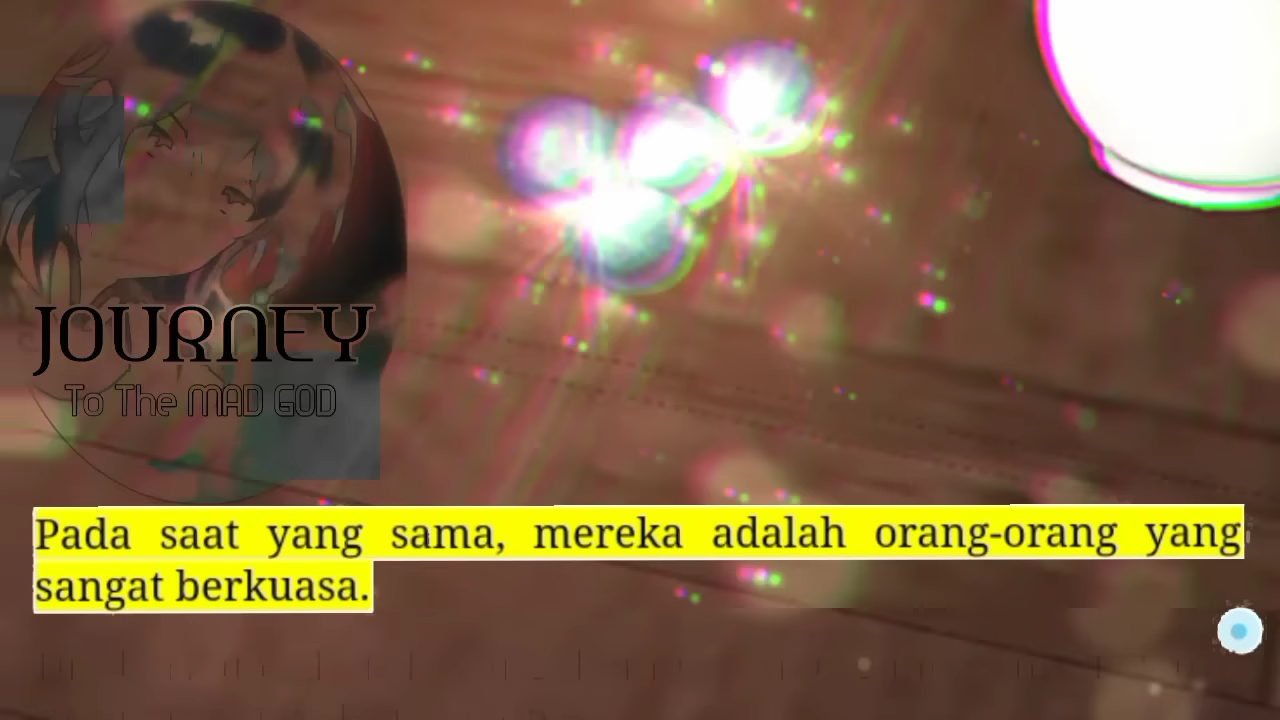 JOURNEY
To The MAD GOD
Pada saat yang sama, mereka adalah orang-orang yang
sangat berkuasa.